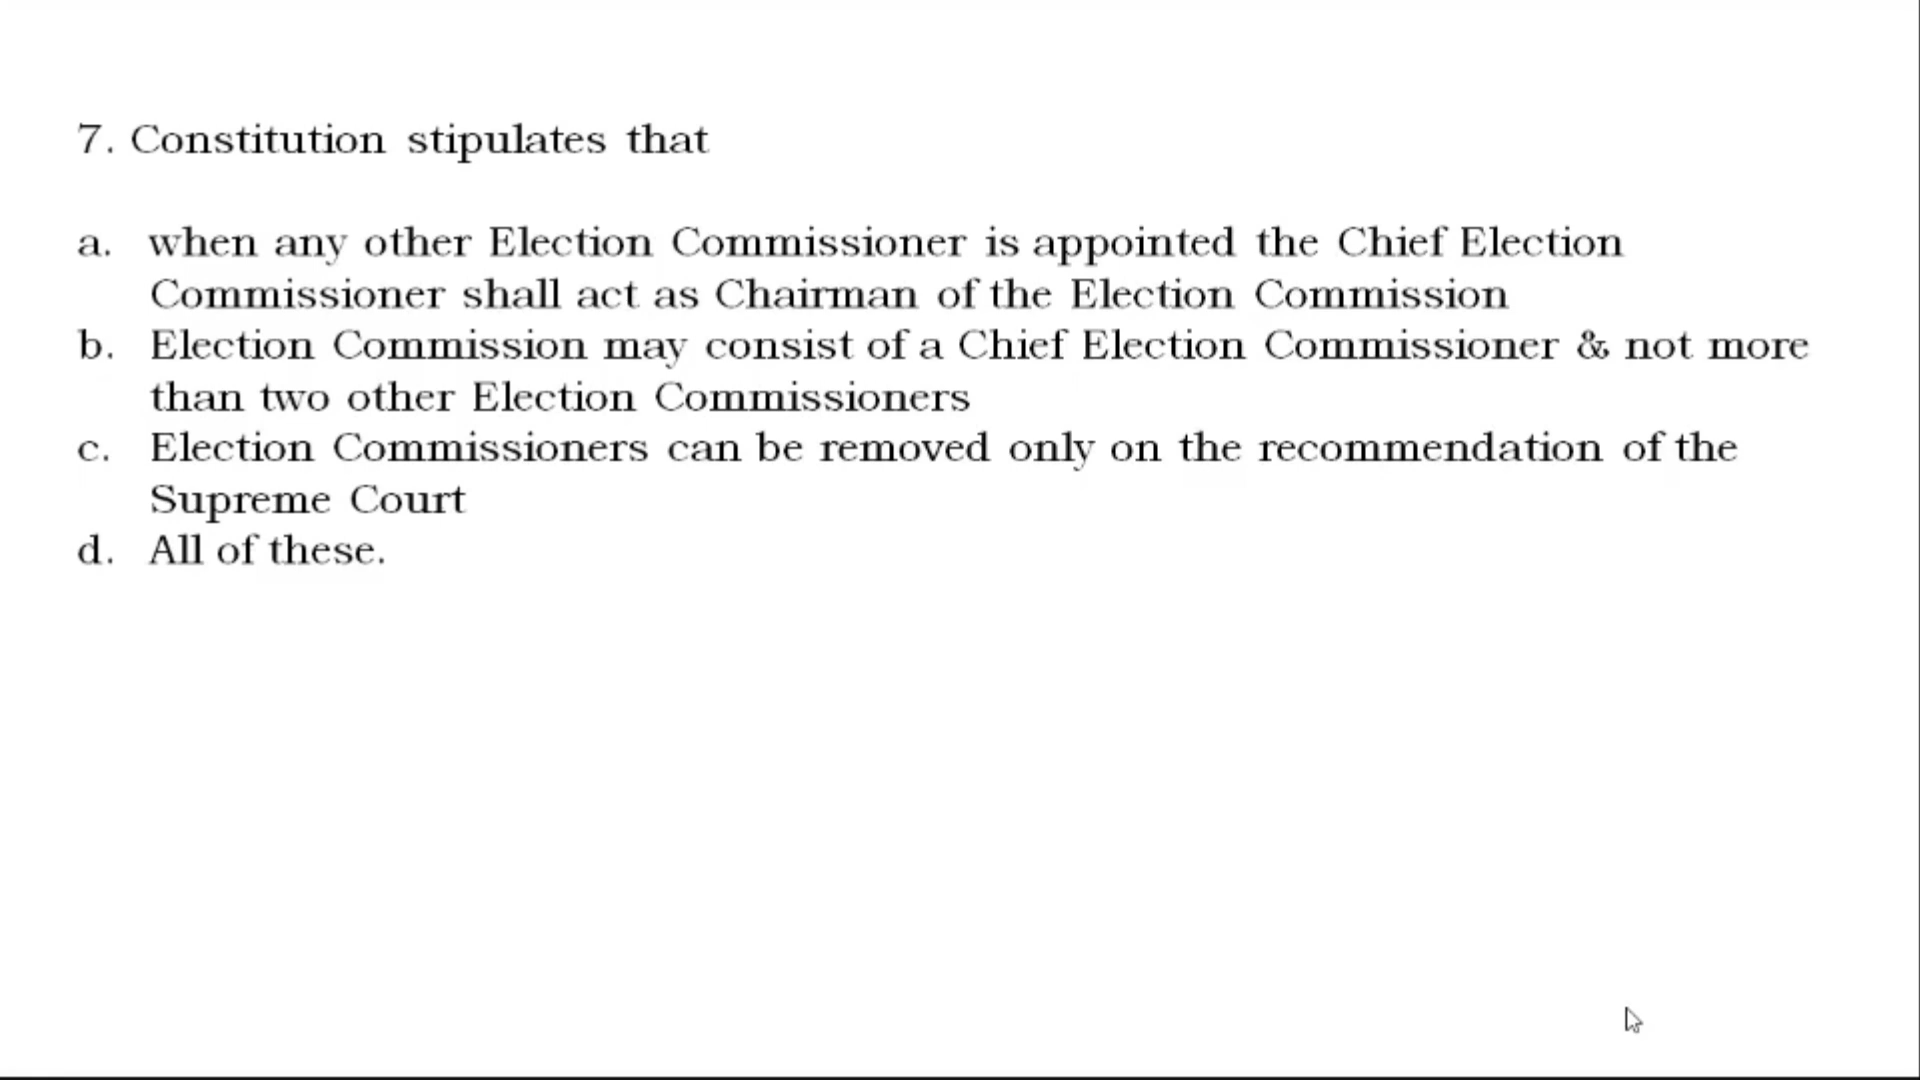 7. Constitution stipulates that
a. when any other Election Commissioner is appointed the Chief Election
Commissioner shall act as Chairman of the Election Commission
b. Election Commission may consist of a Chief Election Commissioner & not more
than two other Election Commissioners
c. Election Commissioners can be removed only on the recommendation of the
Supreme Court
d. All of these.